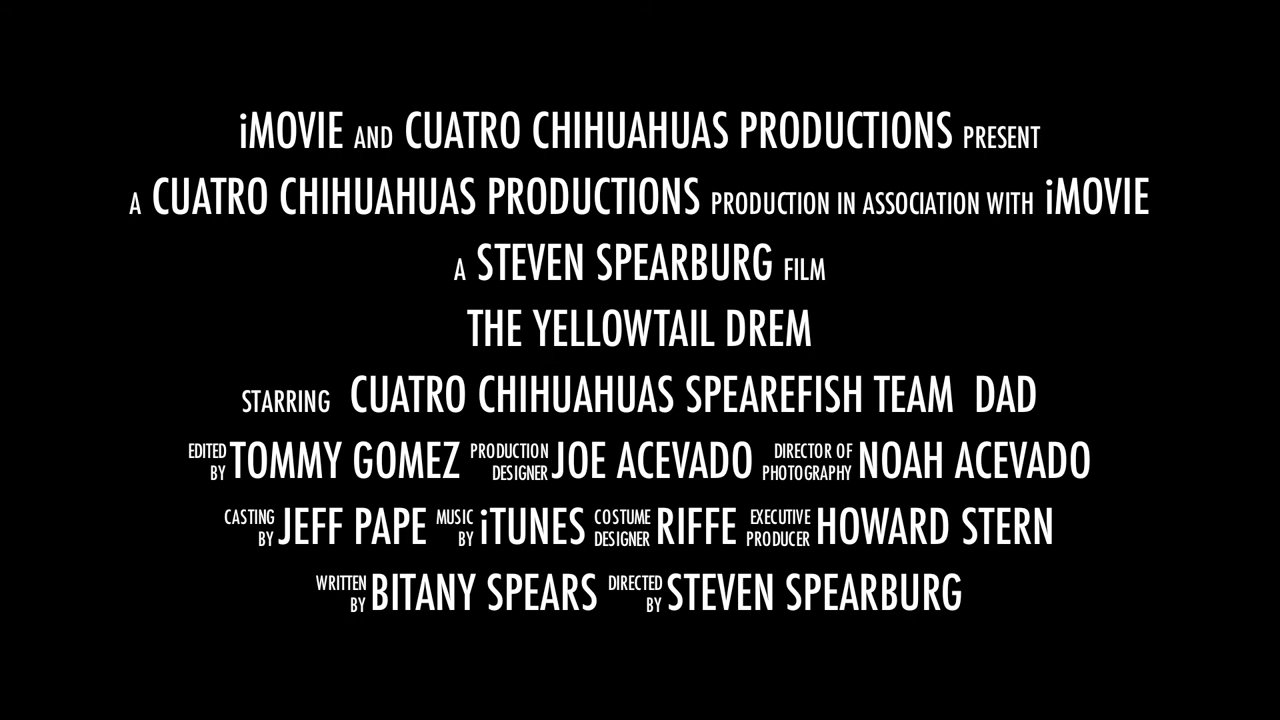 iMOVIE AND CUATRO CHIHUAHUAS PRODUCTIONS PRESENT
A CUATRO CHIHUAHUAS PRODUCTIONS PRODUCTION IN ASSOCIATION WITH iMOVIE
A STEVEN SPEARBURG FILM
THE YELLOWTAIL DREM
STARRING CUATRO CHIHUAHUAS SPEAREFISH TEAM DAD
EDITED BY TOMMY GOMEZ PRODUCTION DESIGNER JOE ACEVADO DIRECTOR OF PHOTOGRAPHY NOAH ACEVADO
CASTING BY JEFF PAPE MUSIC BY iTUNES COSTUME DESIGNER RIFFE EXECUTIVE PRODUCER HOWARD STERN
WRITTEN BY BITANY SPEARS DIRECTED BY STEVEN SPEARBURG